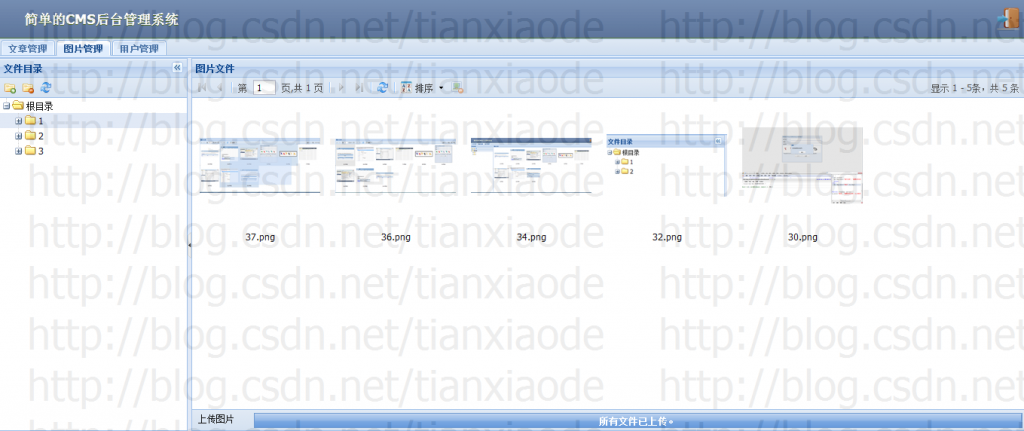 简单的CMS后台管理系统
文章管理 图片管理 用户管理
文件目录 图片文件
第 1 页,共 1 页 排序 显示 1 - 5条，共 5 条
根目录
1
2
3
文件目录
根目录
1
2
37.png 36.png 34.png 32.png 30.png
上传图片 所有文件已上传。
http://blog.csdn.net/tianxiaode